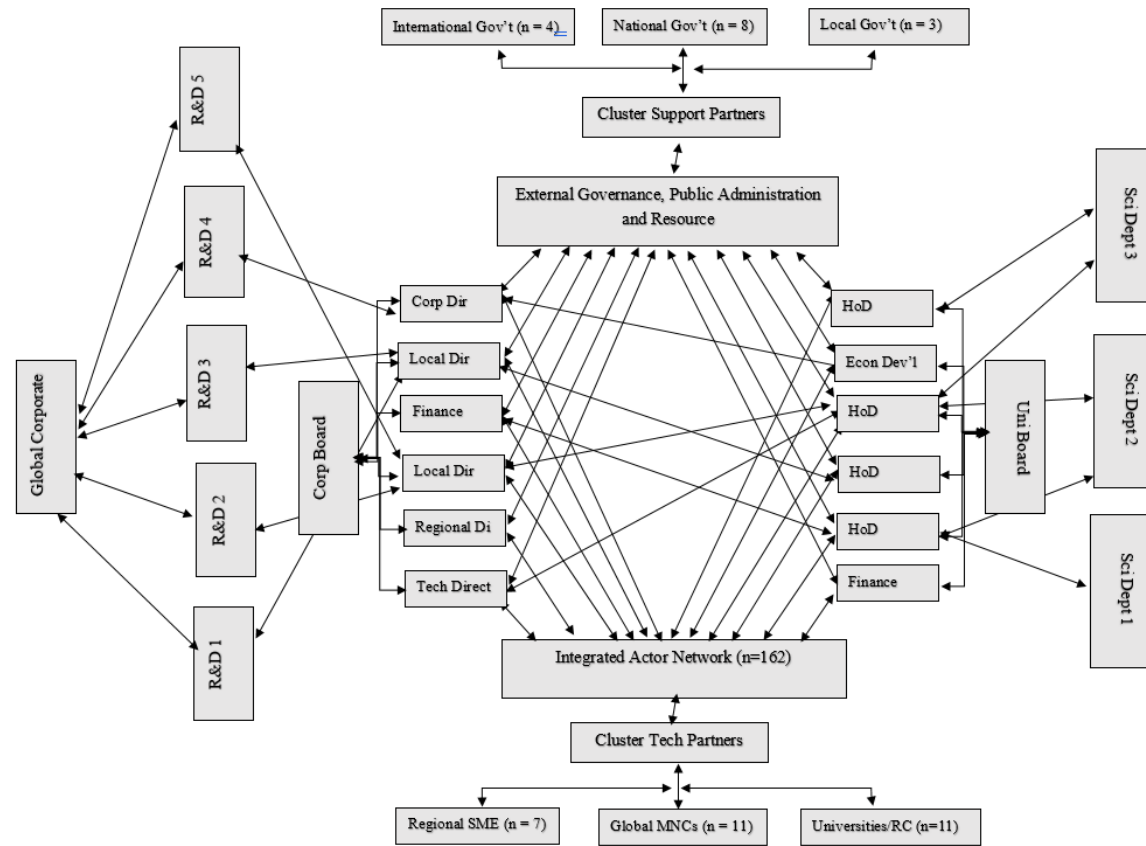 International Gov't (n = 4)
National Gov't (n = 8)
Local Gov't (n = 3)
Cluster Support Partners
External Governance, Public Administration
and Resource
R&D 5
R&D 4
R&D 3
R&D 2
R&D 1
Global Corporate
Corp Board
Corp Dir
Local Dir
Finance
Local Dir
Regional Di
Tech Direct
HoD
Econ Dev'l
HoD
HoD
HoD
Finance
Uni Board
Sci Dept 3
Sci Dept 2
Sci Dept 1
Integrated Actor Network (n=162)
Cluster Tech Partners
Regional SME (n = 7)
Global MNCs (n = 11)
Universities/RC (n=11)